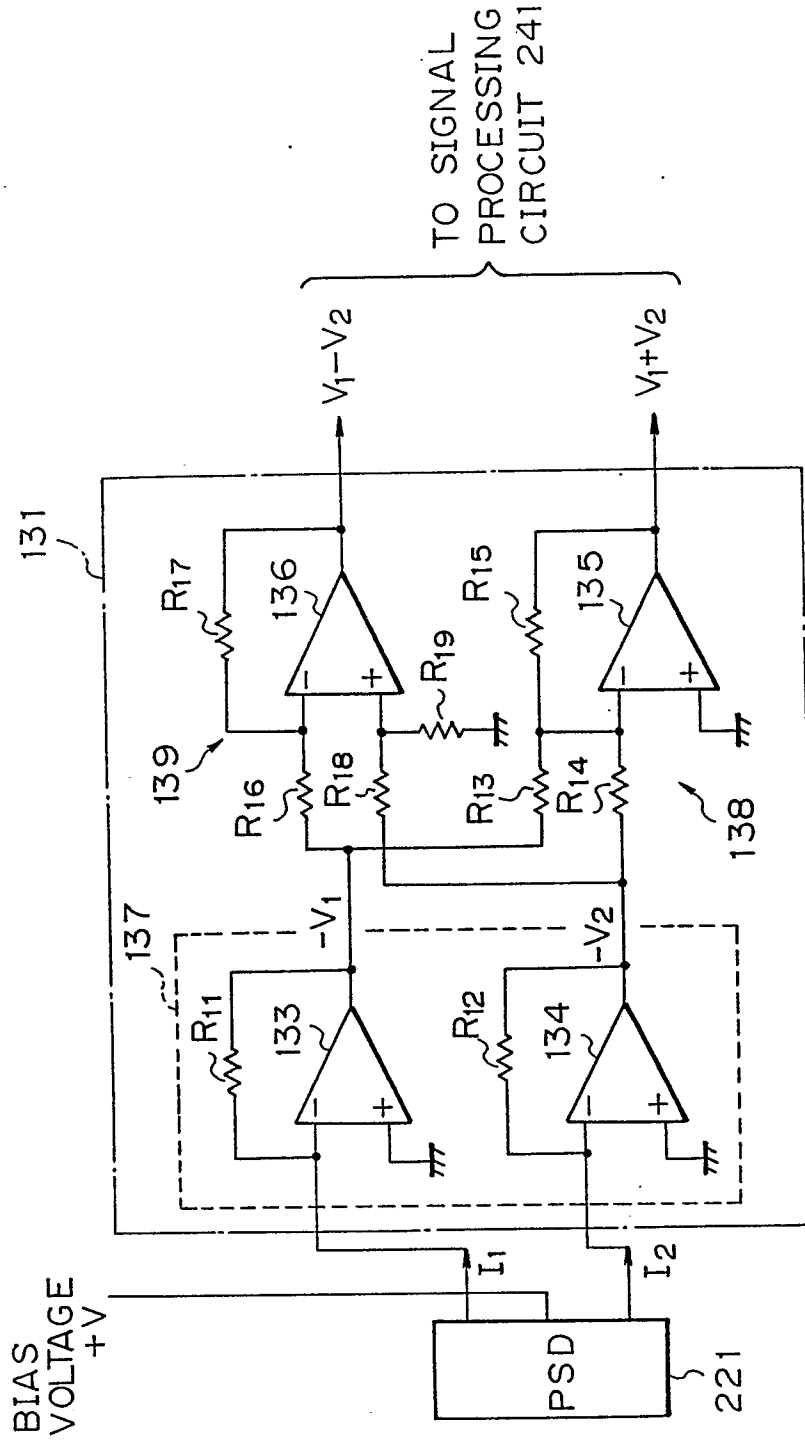 BIAS
VOLTAGE
+V
PSD
221
I1
I2
137
131
R11
133
-
+
-V1
R12
134
-
+
-V2
139
R16
R17
136
-
+
R18
R19
R13
R14
R15
135
-
+
138
V1-V2
V1+V2
TO SIGNAL
PROCESSING
CIRCUIT 241